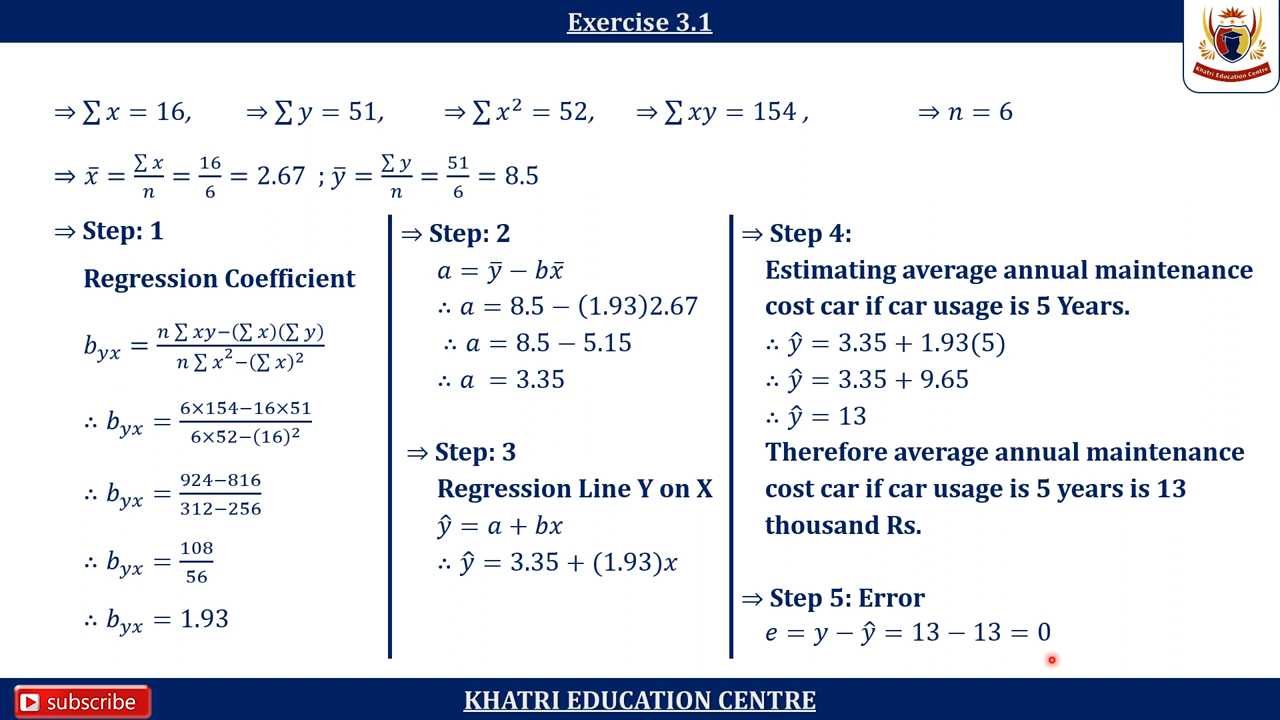 Exercise 3.1
Khatri Education Centre
⇒ ∑ x = 16, ⇒ ∑ y = 51, ⇒ ∑ x² = 52, ⇒ ∑ xy = 154 , ⇒ n = 6
⇒ x̄ = ∑ x / n = 16/6 = 2.67 ; ȳ = ∑ y / n = 51/6 = 8.5
⇒ Step: 1
Regression Coefficient
b_yx = (n ∑ xy−(∑ x)(∑ y)) / (n ∑ x²−(∑ x)²)
∴ b_yx = (6×154−16×51) / (6×52−(16)²)
∴ b_yx = (924−816) / (312−256)
∴ b_yx = 108/56
∴ b_yx = 1.93
⇒ Step: 2
a = ȳ − bx̄
∴ a = 8.5 − (1.93)2.67
∴ a = 8.5 − 5.15
∴ a = 3.35
⇒ Step: 3
Regression Line Y on X
ŷ = a + bx
∴ ŷ = 3.35 + (1.93)x
⇒ Step 4:
Estimating average annual maintenance
cost car if car usage is 5 Years.
∴ ŷ = 3.35 + 1.93(5)
∴ ŷ = 3.35 + 9.65
∴ ŷ = 13
Therefore average annual maintenance
cost car if car usage is 5 years is 13
thousand Rs.
⇒ Step 5: Error
e = y − ŷ = 13 − 13 = 0
subscribe
KHATRI EDUCATION CENTRE